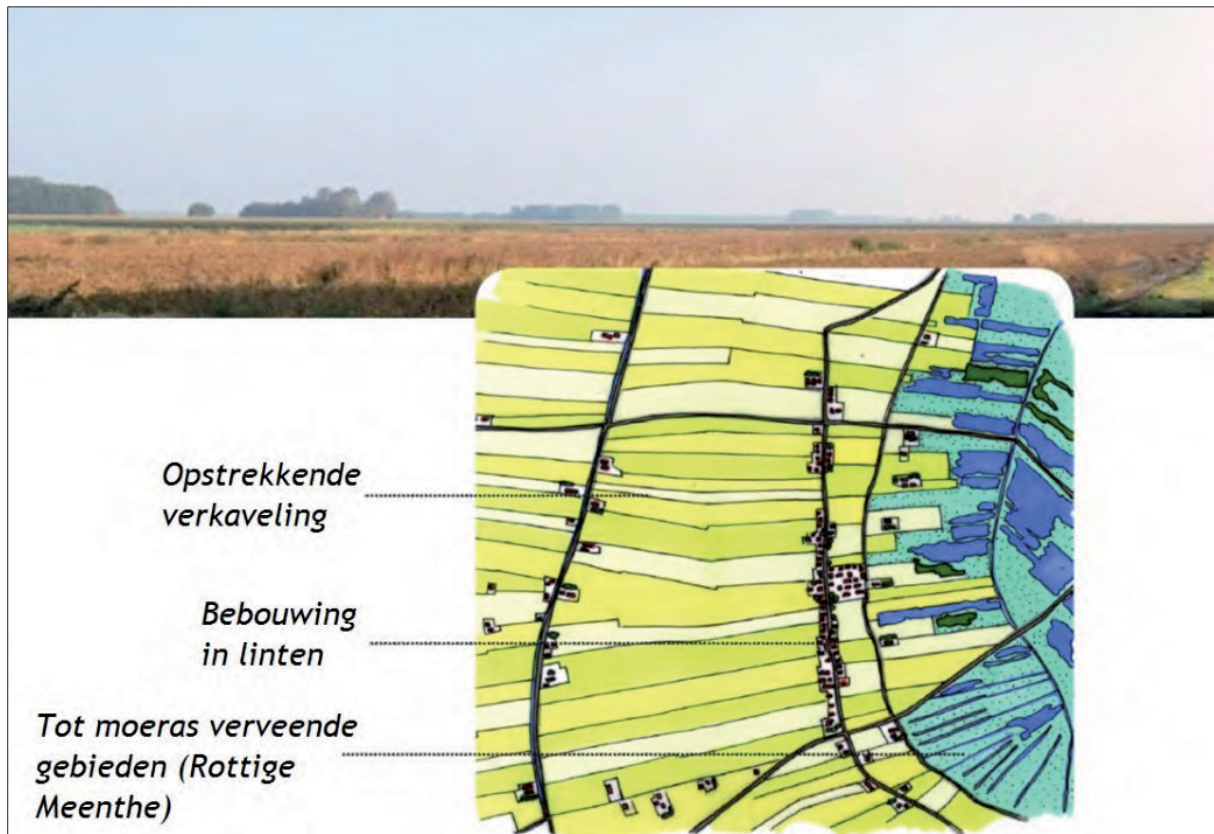 Opstrekkende
verkaveling
Bebouwing
in linten
Tot moeras verveende
gebieden (Rottige
Meenthe)